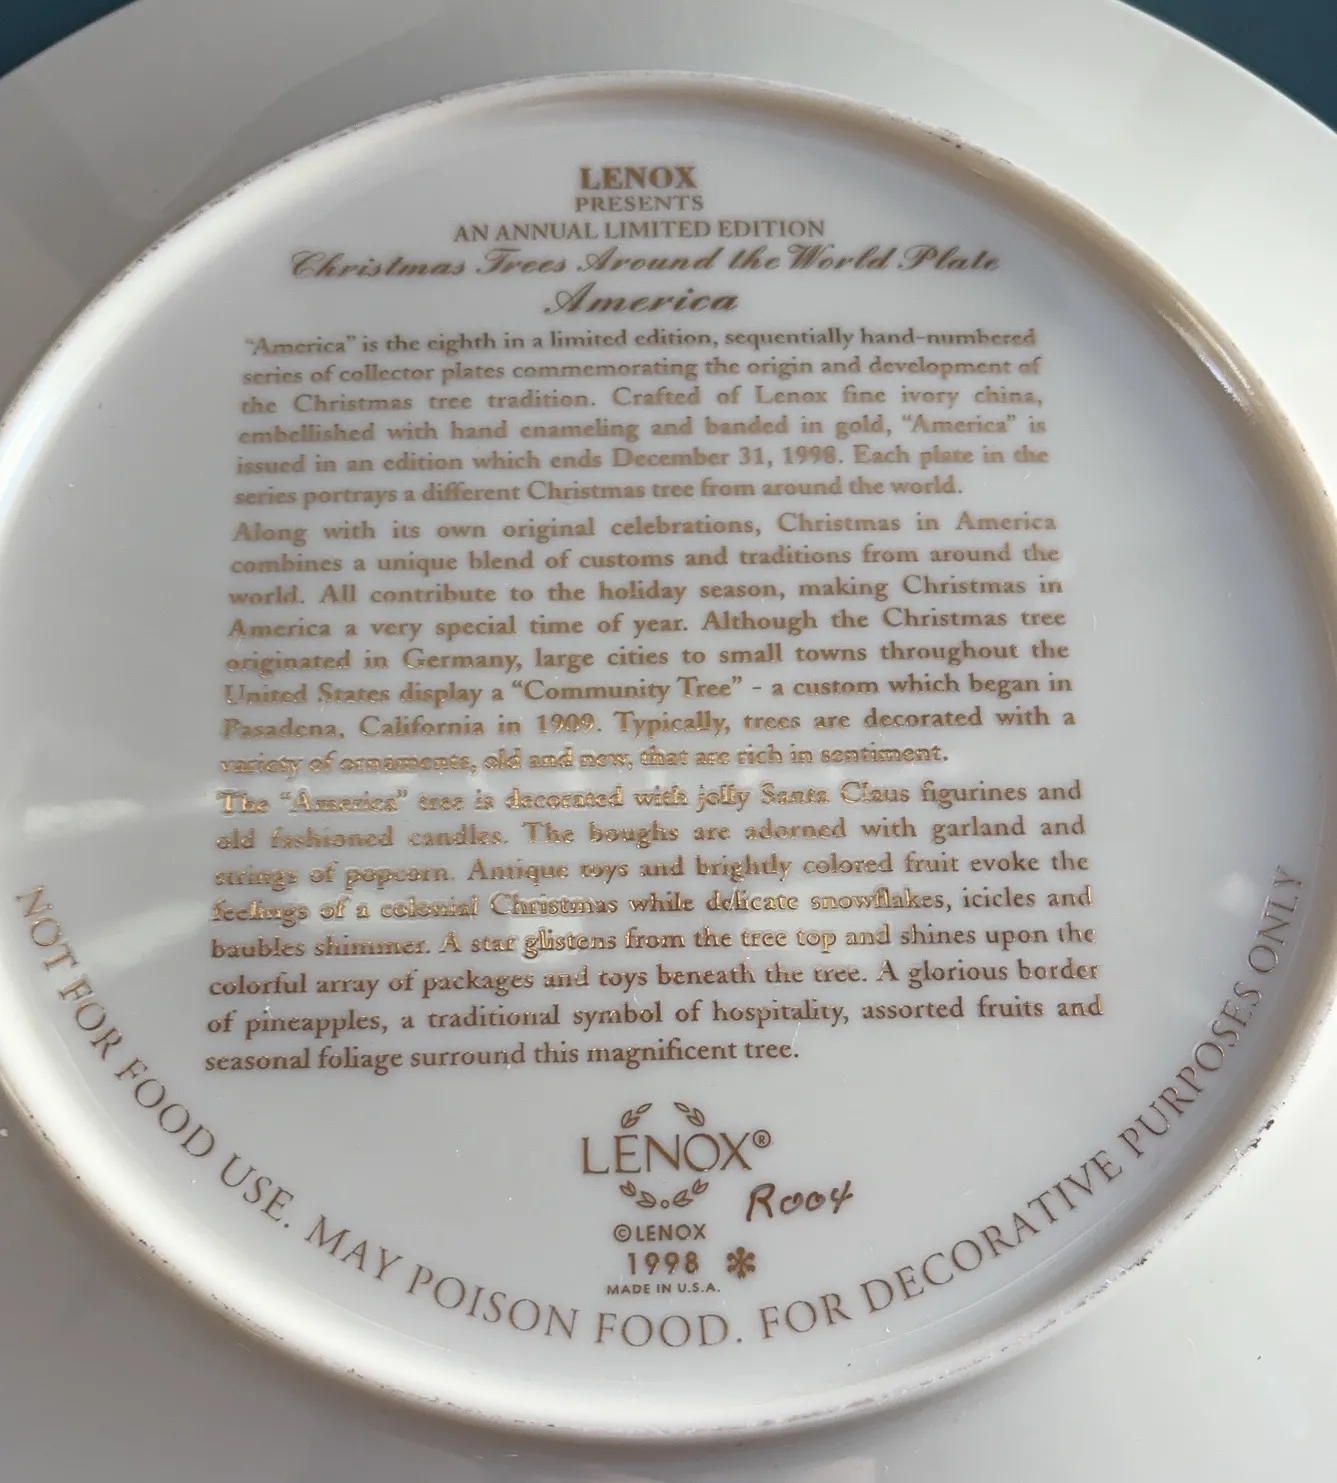 LENOX
PRESENTS
AN ANNUAL LIMITED EDITION
Christmas Trees Around the World Plate
America
“America” is the eighth in a limited edition, sequentially hand-numbered
series of collector plates commemorating the origin and development of
the Christmas tree tradition. Crafted of Lenox fine ivory china,
embellished with hand enameling and banded in gold, “America” is
issued in an edition which ends December 31, 1998. Each plate in the
series portrays a different Christmas tree from around the world.
Along with its own original celebrations, Christmas in America
combines a unique blend of customs and traditions from around the
world. All contribute to the holiday season, making Christmas in
America a very special time of year. Although the Christmas tree
originated in Germany, large cities to small towns throughout the
United States display a “Community Tree” - a custom which began in
Pasadena, California in 1909. Typically, trees are decorated with a
variety of ornaments, old and new, that are rich in sentiment.
The “America” tree is decorated with jolly Santa Claus figurines and
old fashioned candles. The boughs are adorned with garland and
strings of popcorn. Antique toys and brightly colored fruit evoke the
feelings of a colonial Christmas while delicate snowflakes, icicles and
baubles shimmer. A star glistens from the tree top and shines upon the
colorful array of packages and toys beneath the tree. A glorious border
of pineapples, a traditional symbol of hospitality, assorted fruits and
seasonal foliage surround this magnificent tree.
LENOX®
R004
©LENOX
1998
MADE IN U.S.A.
NOT FOR FOOD USE. MAY POISON FOOD. FOR DECORATIVE PURPOSES ONLY